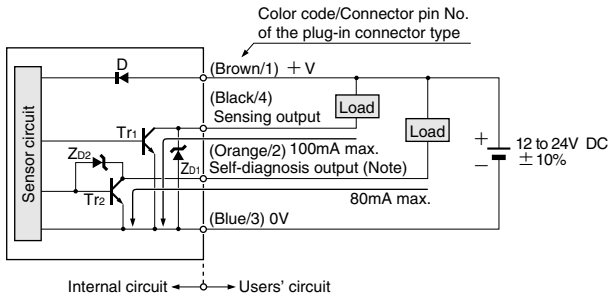 Color code/Connector pin No.
of the plug-in connector type
D
(Brown/1) + V
(Black/4)
Sensing output
Load
Load
Tr1
Sensor circuit
ZD2
ZD1
(Orange/2) 100mA max.
Self-diagnosis output (Note)
+
−
12 to 24V DC
±10%
Tr2
80mA max.
(Blue/3) 0V
Internal circuit
Users' circuit